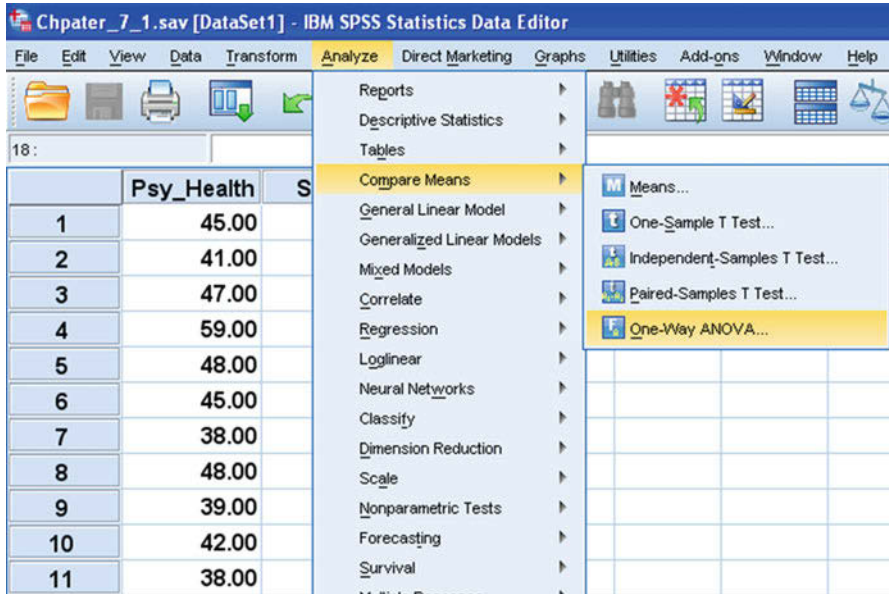 Chpater_7_1.sav [DataSet1] - IBM SPSS Statistics Data Editor
File Edit View Data Transform Analyze Direct Marketing Graphs Utilities Add-ons Window Help
18 :
Psy_Health S
1 45.00
2 41.00
3 47.00
4 59.00
5 48.00
6 45.00
7 38.00
8 48.00
9 39.00
10 42.00
11 38.00
Reports
Descriptive Statistics
Tables
Compare Means
General Linear Model
Generalized Linear Models
Mixed Models
Correlate
Regression
Loglinear
Neural Networks
Classify
Dimension Reduction
Scale
Nonparametric Tests
Forecasting
Survival
M Means...
t One-Sample T Test...
Independent-Samples T Test...
Paired-Samples T Test...
F One-Way ANOVA...